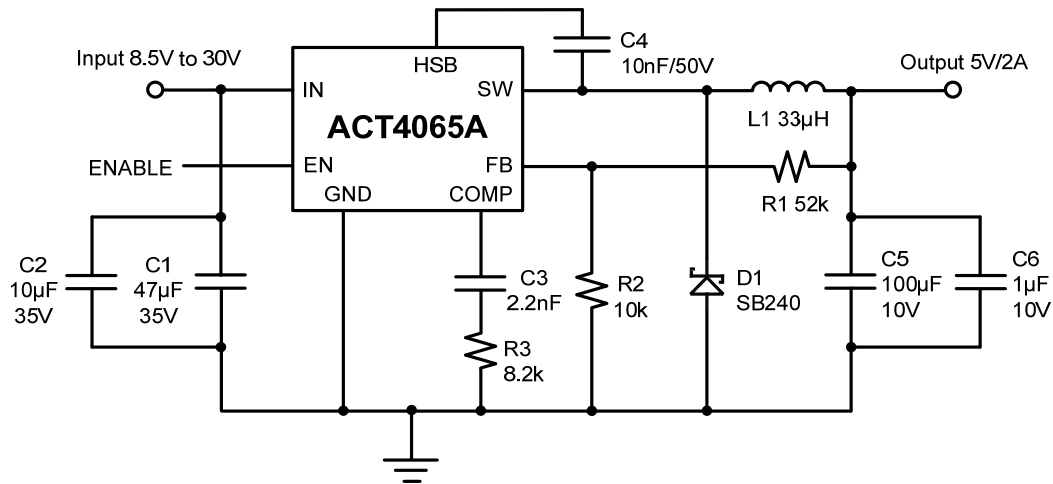 Input 8.5V to 30V
HSB
C4
10nF/50V
Output 5V/2A
IN
SW
ACT4065A
L1 33µH
ENABLE
EN
FB
GND
COMP
R1 52k
C2
10µF
35V
C1
47µF
35V
C3
2.2nF
R3
8.2k
R2
10k
D1
SB240
C5
100µF
10V
C6
1µF
10V